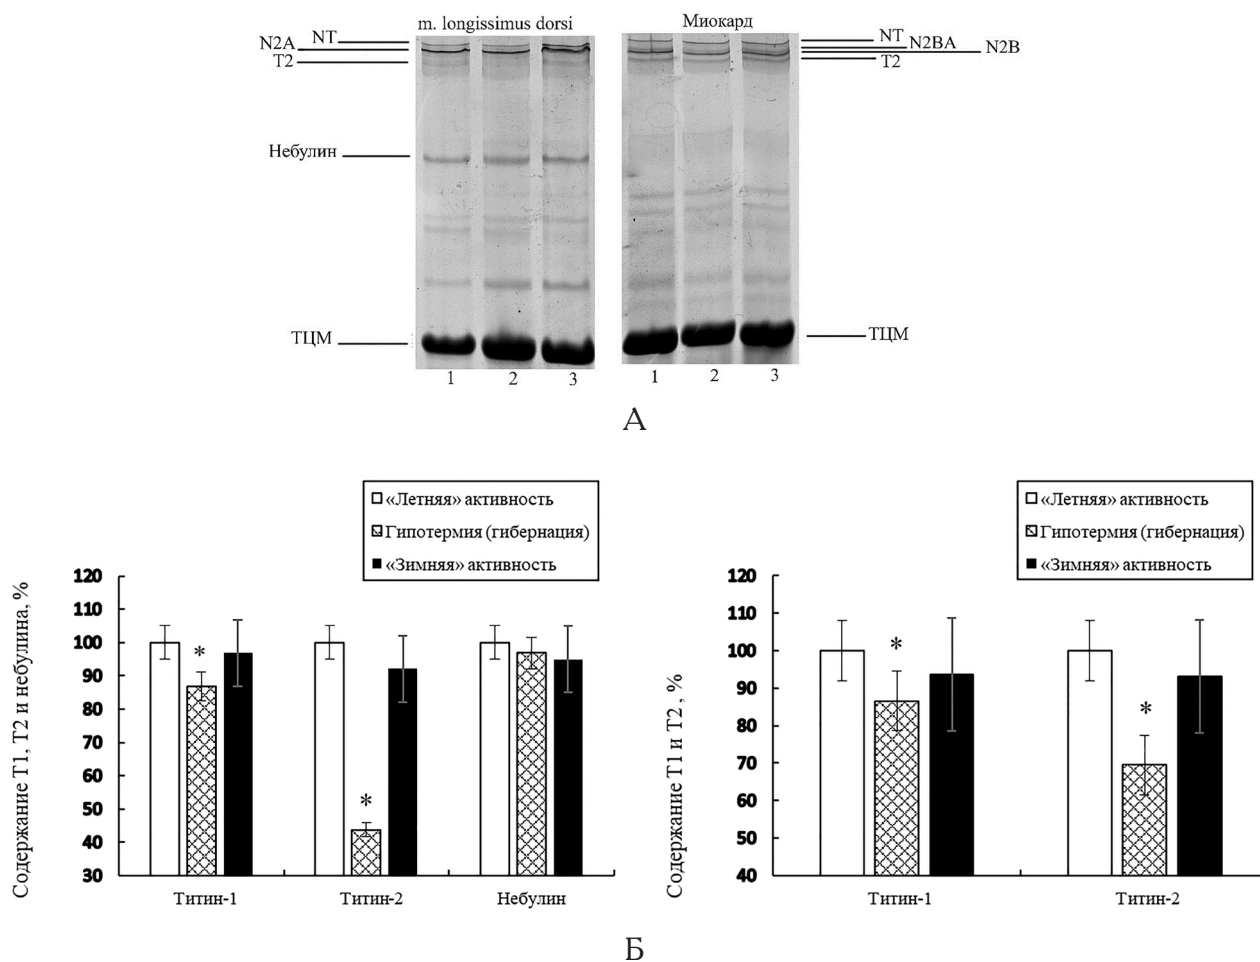 m. longissimus dorsi
Миокард
NT
N2A
T2
Небулин
ТЦМ
NT
N2BA
N2B
T2
ТЦМ
1 2 3
1 2 3
А
«Летняя» активность
Гипотермия (гибернация)
«Зимняя» активность
Содержание Т1, Т2 и небулина, %
120
110
100
90
80
70
60
50
40
30
*
*
Титин-1 Титин-2 Небулин
«Летняя» активность
Гипотермия (гибернация)
«Зимняя» активность
Содержание Т1 и Т2 , %
120
110
100
90
80
70
60
50
40
*
*
Титин-1 Титин-2
Б